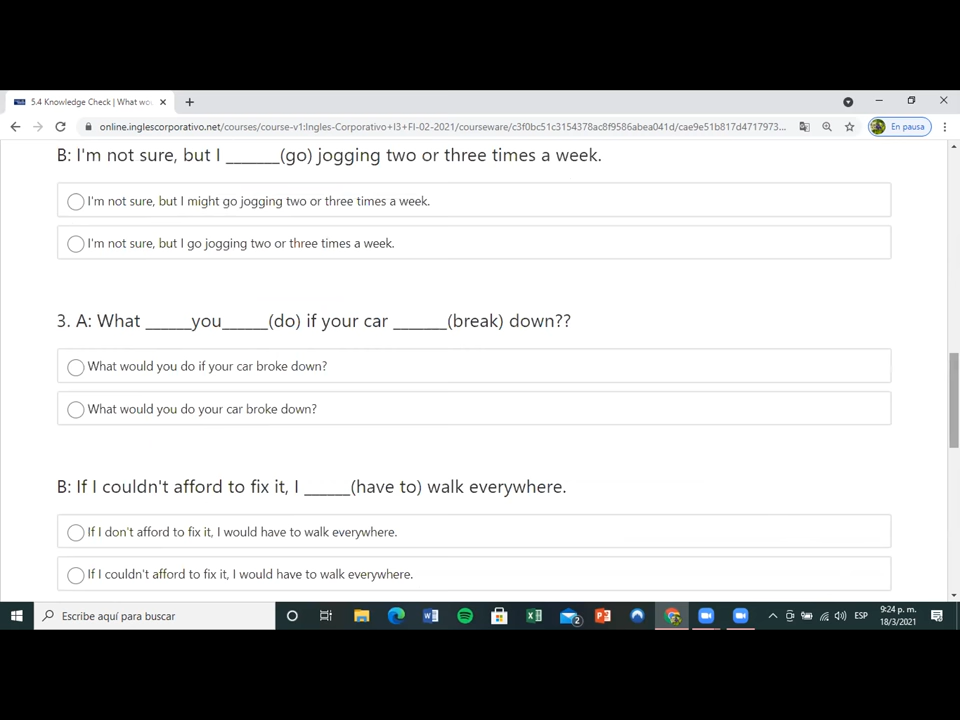 5.4 Knowledge Check | What wou
online.inglescorporativo.net/courses/course-v1:Ingles-Corporativo+I3+FI-02-2021/courseware/c3f0bc51c3154378ac8f9586abea041d/cae9e51b817d4717973...
En pausa
B: I'm not sure, but I _______(go) jogging two or three times a week.
I'm not sure, but I might go jogging two or three times a week.
I'm not sure, but I go jogging two or three times a week.
3. A: What ______you______(do) if your car _______(break) down??
What would you do if your car broke down?
What would you do your car broke down?
B: If I couldn't afford to fix it, I ______(have to) walk everywhere.
If I don't afford to fix it, I would have to walk everywhere.
If I couldn't afford to fix it, I would have to walk everywhere.
Escribe aquí para buscar
2
ESP
9:24 p. m.
18/3/2021